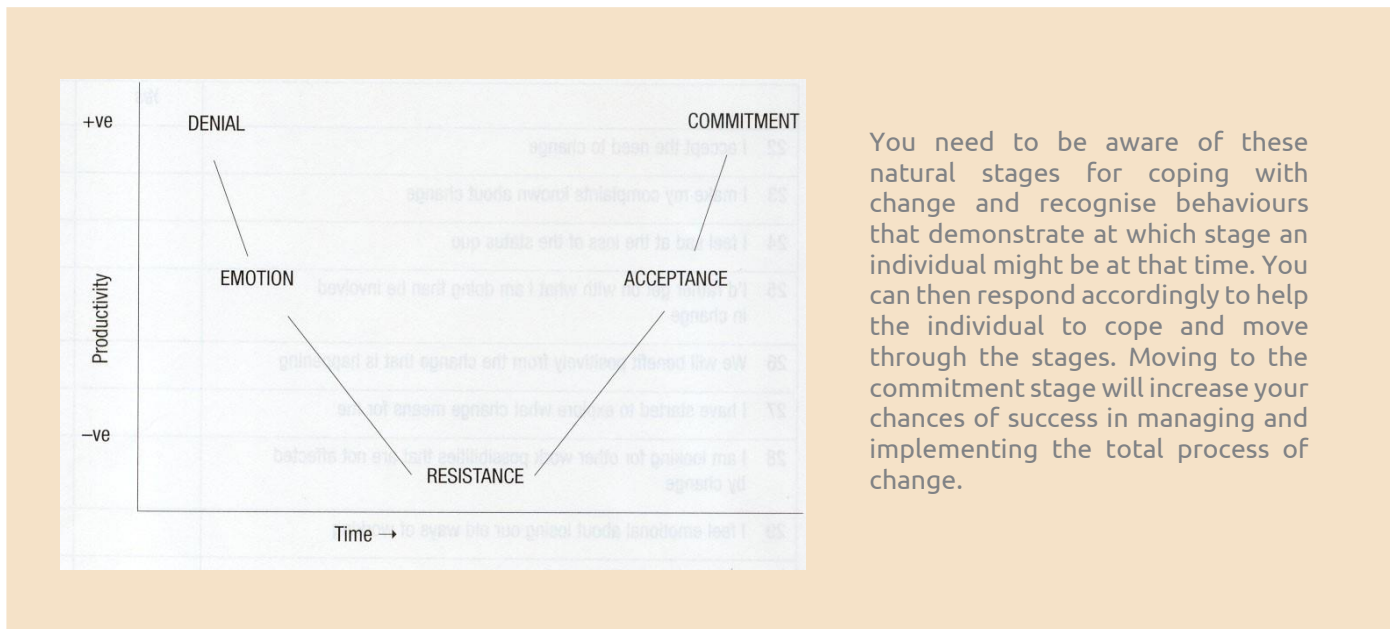 +ve
DENIAL
COMMITMENT
EMOTION
ACCEPTANCE
Productivity
–ve
RESISTANCE
Time →
Yes
22 I accept the need to change
23 I make my complaints known about change
24 I feel sad at the loss of the status quo
25 I'd rather get on with what I am doing than be involved
in change
26 We will benefit positively from the change that is happening
27 I have started to explore what change means for me
28 I am looking for other work possibilities that are not affected
by change
29 I feel emotional about losing our old ways of working
You need to be aware of these
natural stages for coping with
change and recognise behaviours
that demonstrate at which stage an
individual might be at that time. You
can then respond accordingly to help
the individual to cope and move
through the stages. Moving to the
commitment stage will increase your
chances of success in managing and
implementing the total process of
change.